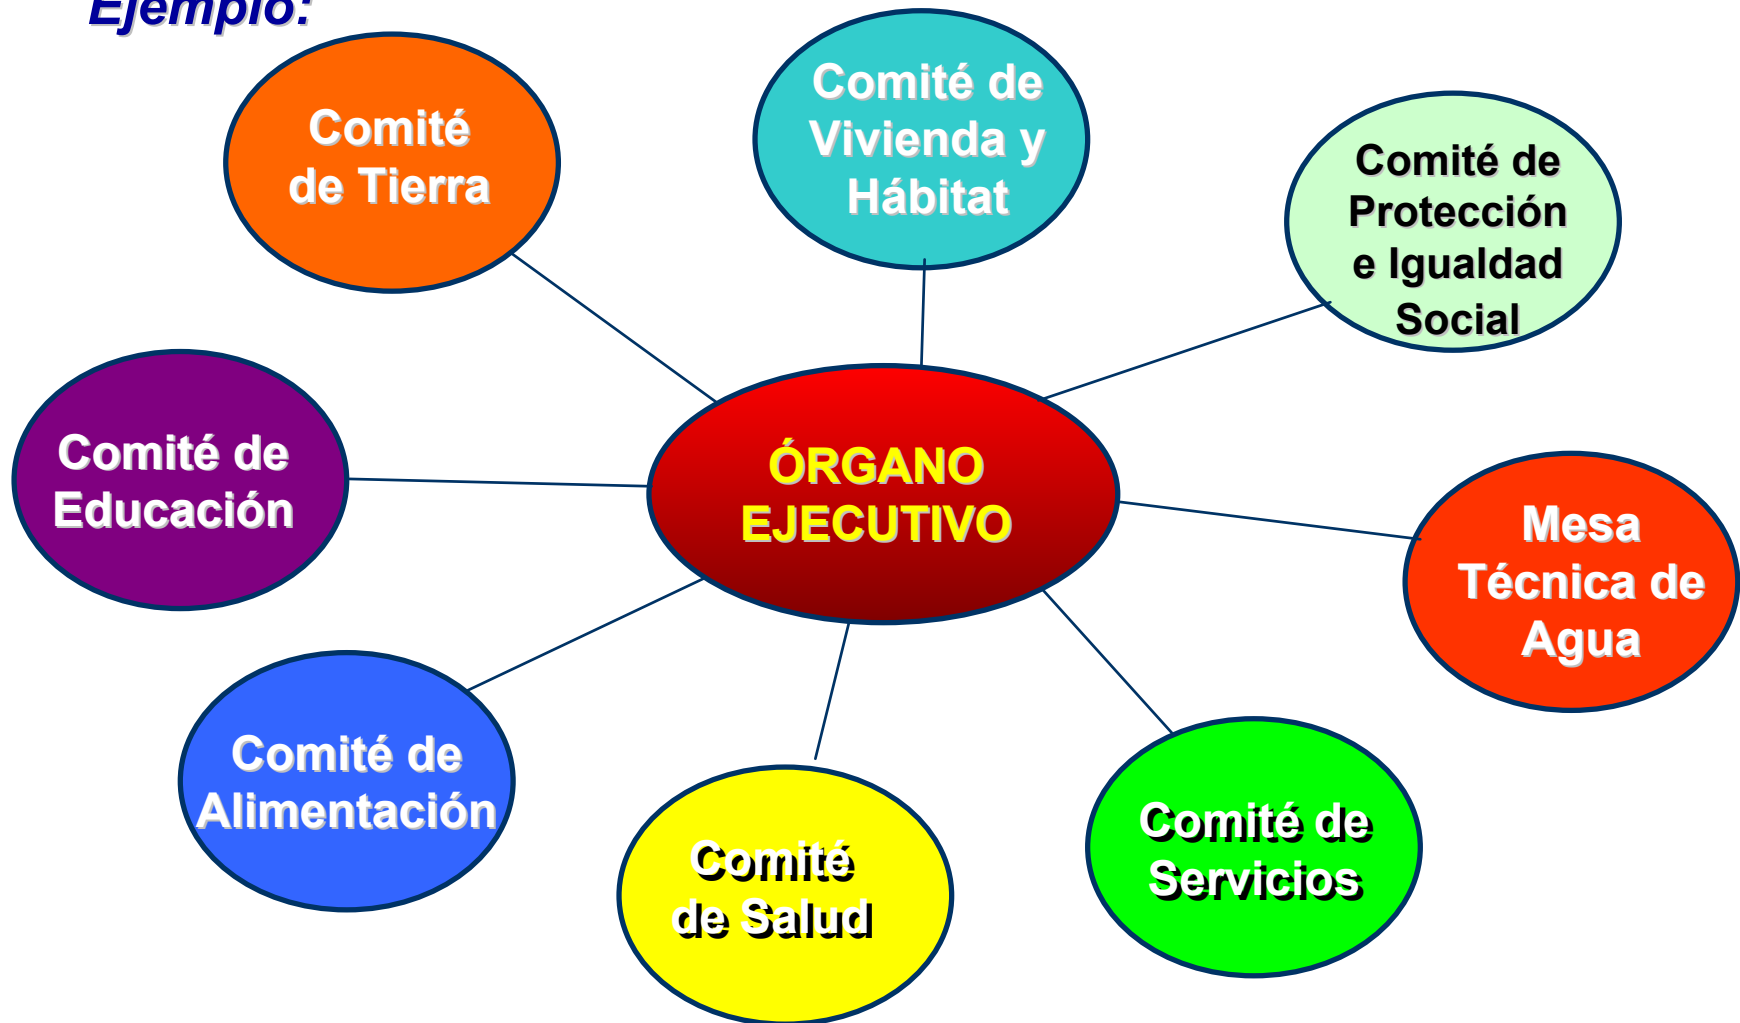 Ejemplo:
Comité
de Tierra
Comité de
Vivienda y
Hábitat
Comité de
Protección
e Igualdad
Social
Comité de
Educación
ÓRGANO
EJECUTIVO
Mesa
Técnica de
Agua
Comité de
Alimentación
Comité
de Salud
Comité de
Servicios